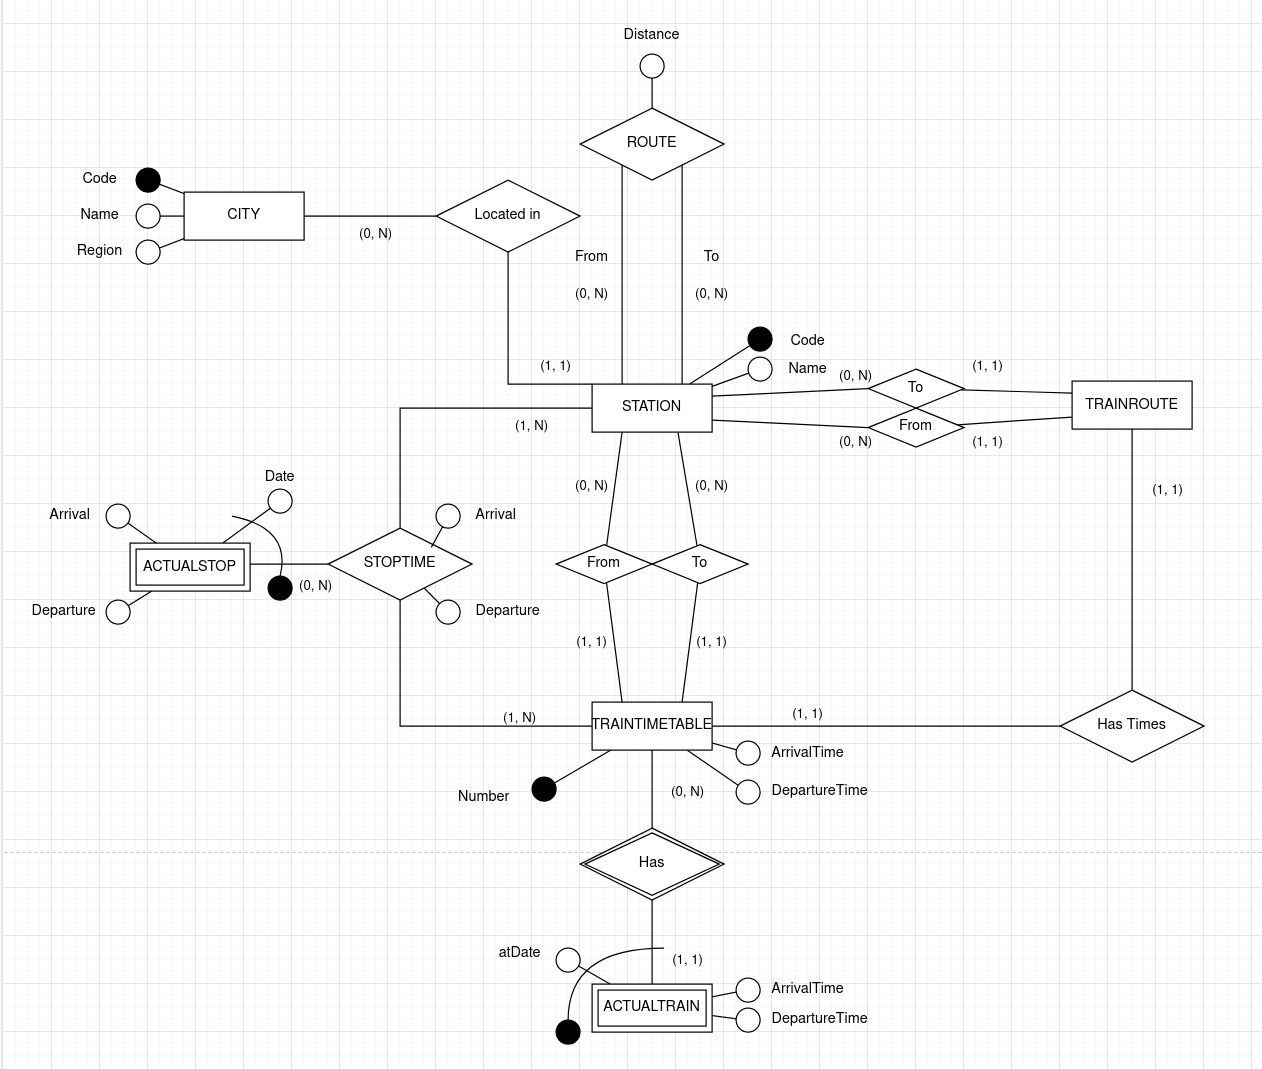 Distance
ROUTE
Code
Name
Region
CITY
(0, N)
Located in
From
(0, N)
To
(0, N)
(1, 1)
Code
Name
STATION
(1, N)
(0, N)
To
(1, 1)
(0, N)
From
(1, 1)
TRAINROUTE
(1, 1)
Date
Arrival
ACTUALSTOP
Departure
(0, N)
STOPTIME
Arrival
Departure
(0, N)
(0, N)
From
To
(1, 1)
(1, 1)
(1, N)
TRAINTIMETABLE
(1, 1)
Has Times
ArrivalTime
DepartureTime
Number
(0, N)
Has
atDate
(1, 1)
ACTUALTRAIN
ArrivalTime
DepartureTime